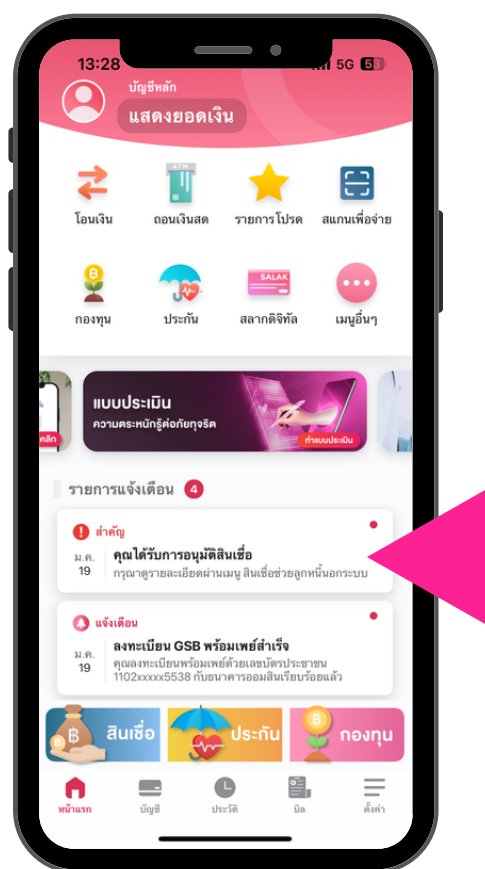 13:28
5G 53
บัญชีหลัก
แสดงยอดเงิน
ATM
โอนเงิน
ถอนเงินสด
รายการโปรด
สแกนเพื่อจ่าย
SALAK
กองทุน
ประกัน
สลากดิจิทัล
เมนูอื่นๆ
คลิก
แบบประเมิน
ความตระหนักรู้ต่อภัยทุจริต
ทำแบบประเมิน
รายการแจ้งเตือน 4
สำคัญ
ม.ค.
19
คุณได้รับการอนุมัติสินเชื่อ
กรุณาดูรายละเอียดผ่านเมนู สินเชื่อช่วยลูกหนี้นอกระบบ
แจ้งเตือน
ม.ค.
19
ลงทะเบียน GSB พร้อมเพย์สำเร็จ
คุณลงทะเบียนพร้อมเพย์ด้วยเลขบัตรประชาชน
1102xxxxx5538 กับธนาคารออมสินเรียบร้อยแล้ว
สินเชื่อ
ประกัน
กองทุน
หน้าแรก
บัญชี
ประวัติ
บิล
ตั้งค่า